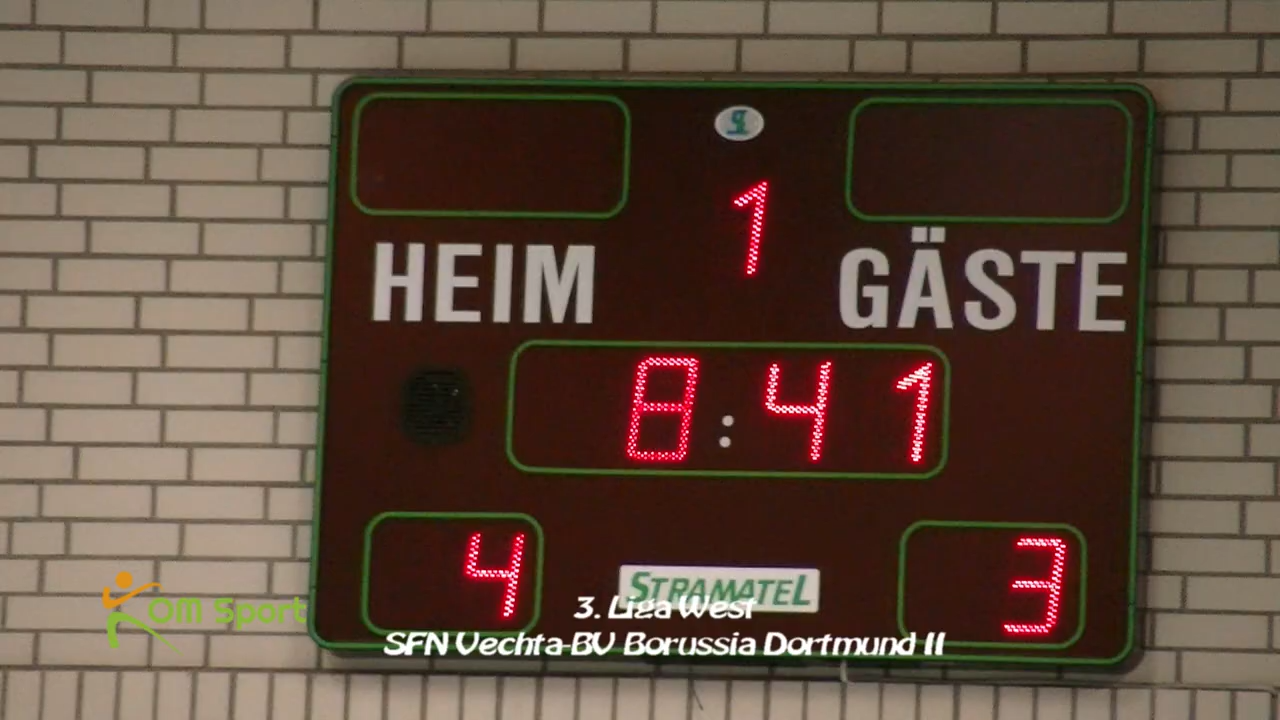 1
HEIM GÄSTE
8:41
4 3
STRAMATEL
OM Sport
3. Liga West
SFN Vechta-BV Borussia Dortmund II